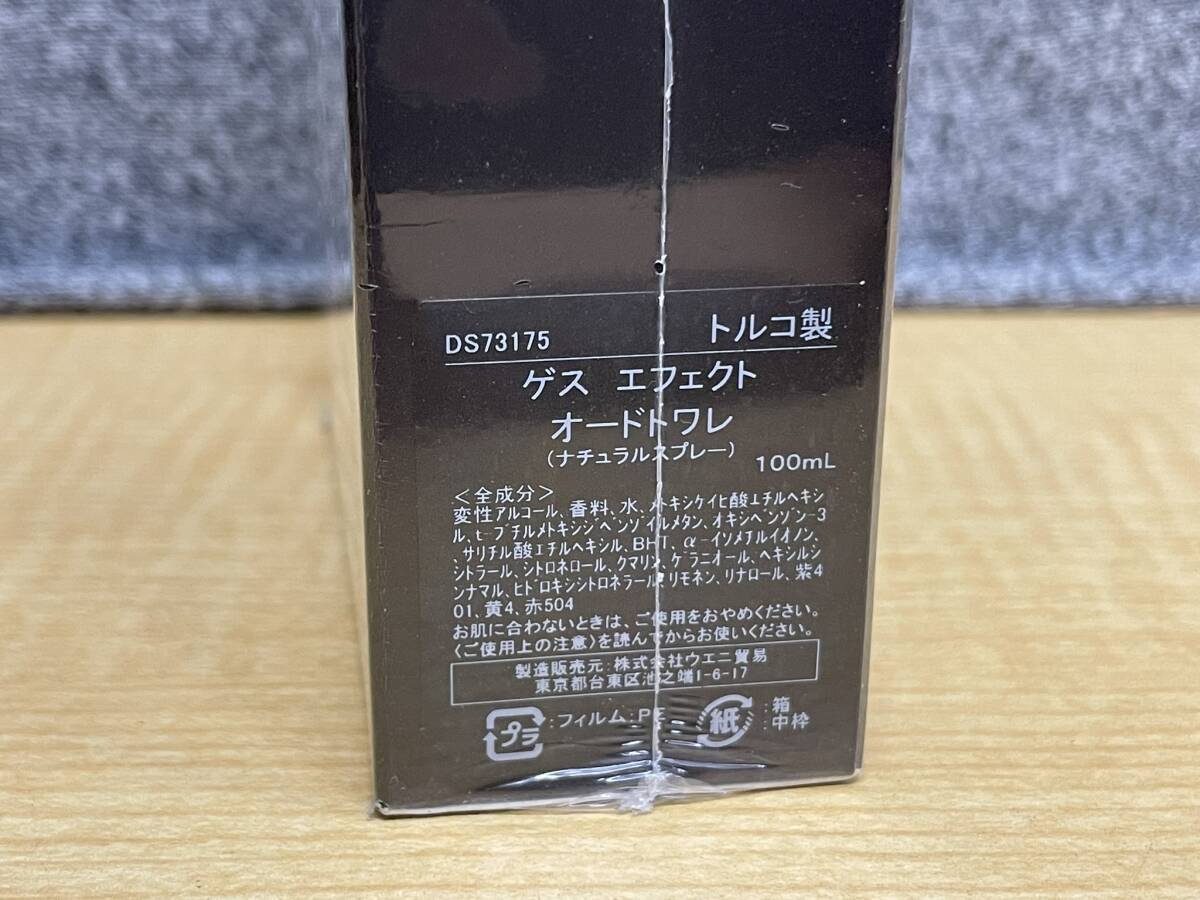 DS73175 トルコ製
ゲス エフェクト
オードトワレ
(ナチュラルスプレー) 100mL
<全成分>
変性アルコール、香料、水、メトキシケイヒ酸エチルヘキシ
ル、t-ブチルメトキシジベンゾイルメタン、オキシベンゾン-3
、サリチル酸エチルヘキシル、BHT、α-イソメチルイオノン、
シトラール、シトロネロール、クマリン、ゲラニオール、ヘキシルシ
ンナマル、ヒドロキシシトロネラール、リモネン、リナロール、紫4
01、黄4、赤504
お肌に合わないときは、ご使用をおやめください。
〈ご使用上の注意〉を読んでからお使いください。
製造販売元:株式会社ウエニ貿易
東京都台東区池之端1-6-17
プラ :フィルム:PE 紙 :箱
:中枠